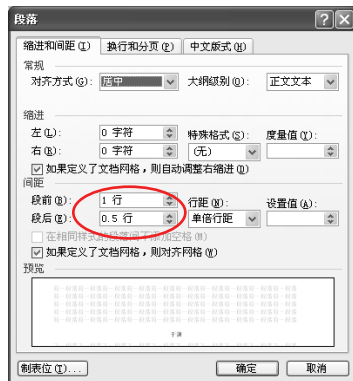 段落
缩进和间距(I) 换行和分页(P) 中文版式(H)
常规
对齐方式(G): 居中 大纲级别(O): 正文文本
缩进
左(L): 0 字符 特殊格式(S): 度量值(Y):
右(R): 0 字符 (无)
如果定义了文档网格，则自动调整右缩进(D)
间距
段前(B): 1 行 行距(N): 设置值(A):
段后(E): 0.5 行 单倍行距
在相同样式的段落间不添加空格(M)
如果定义了文档网格，则对齐网格(W)
预览
制表位(T)... 确定 取消